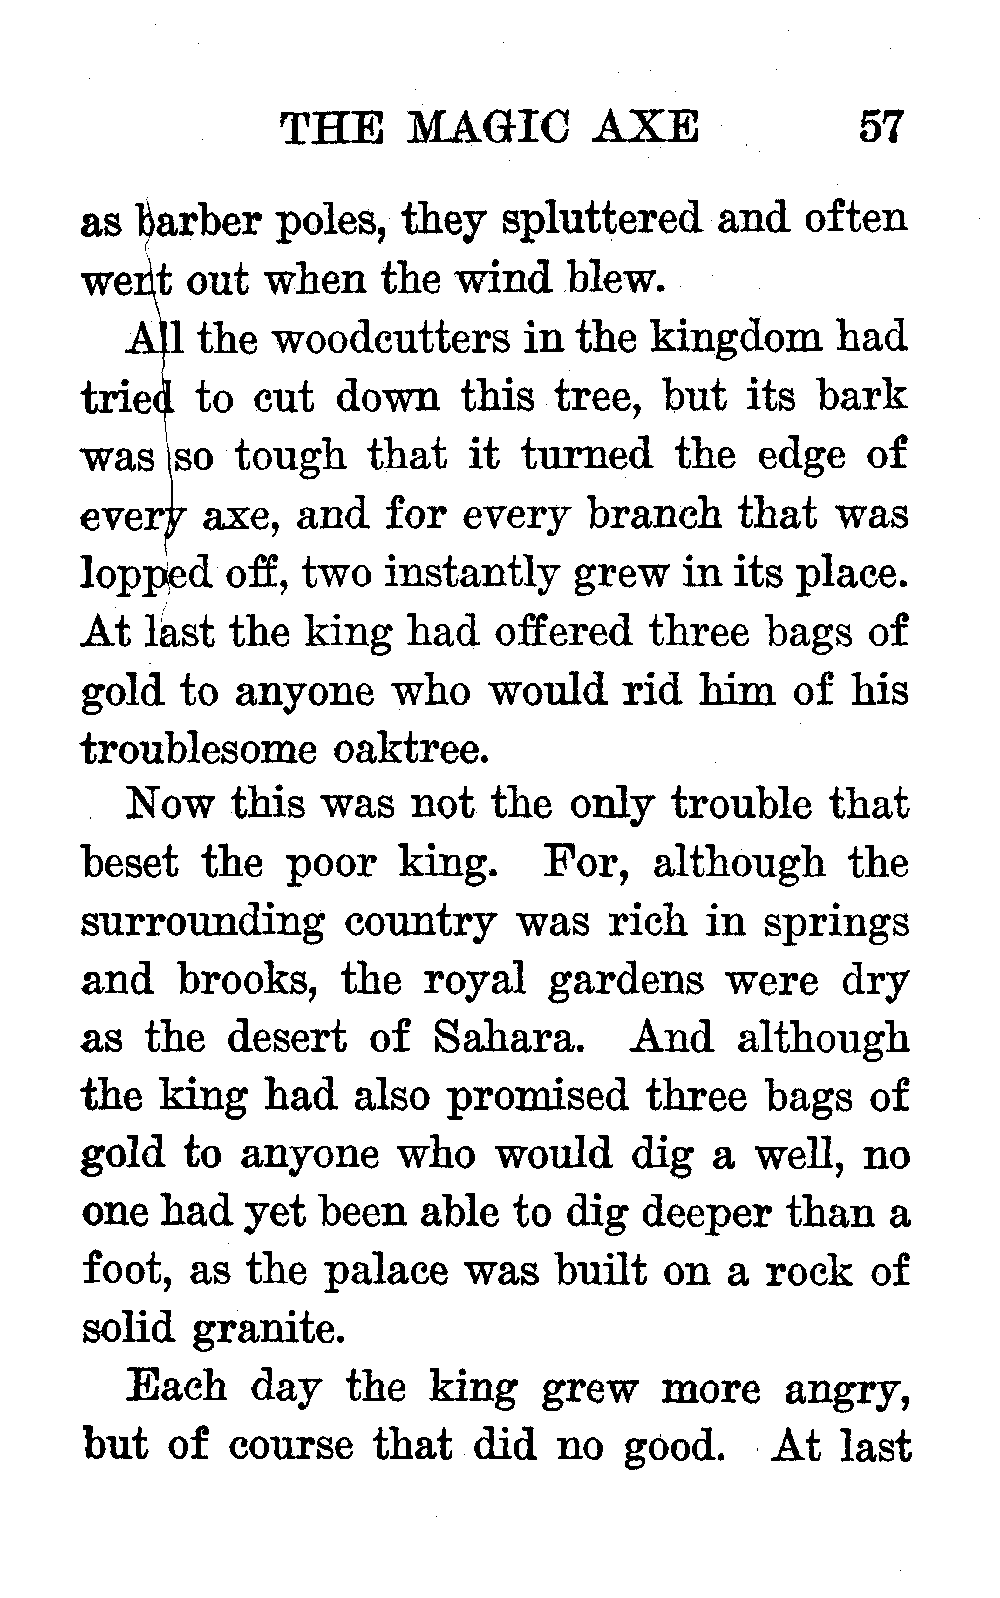 THE MAGIC AXE 57
as barber poles, they spluttered and often
went out when the wind blew.
All the woodcutters in the kingdom had
tried to cut down this tree, but its bark
was so tough that it turned the edge of
every axe, and for every branch that was
lopped off, two instantly grew in its place.
At last the king had offered three bags of
gold to anyone who would rid him of his
troublesome oaktree.
Now this was not the only trouble that
beset the poor king. For, although the
surrounding country was rich in springs
and brooks, the royal gardens were dry
as the desert of Sahara. And although
the king had also promised three bags of
gold to anyone who would dig a well, no
one had yet been able to dig deeper than a
foot, as the palace was built on a rock of
solid granite.
Each day the king grew more angry,
but of course that did no good. At last